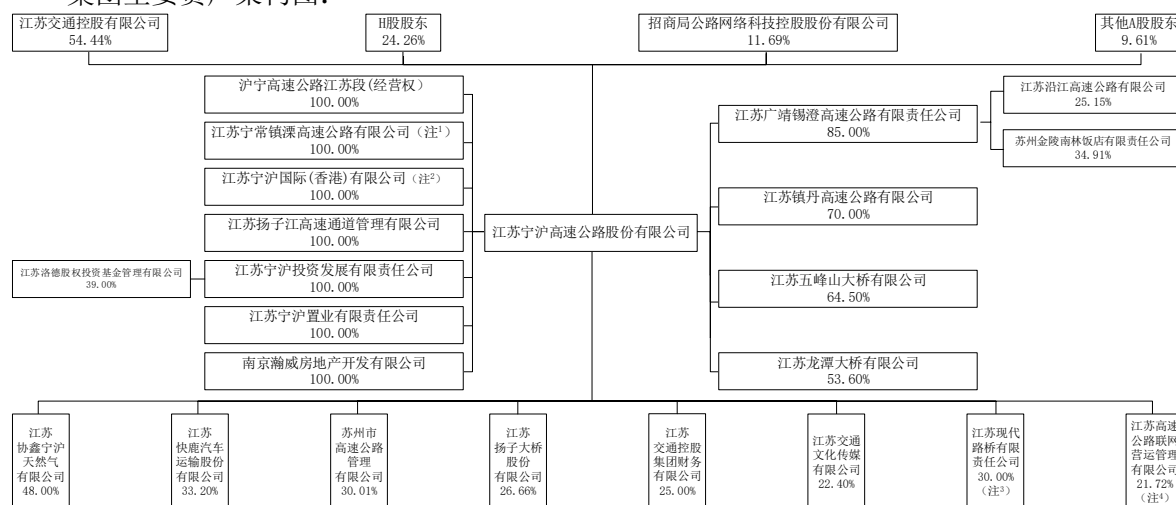 集团主要资产架构图：
江苏交通控股有限公司
54.44%
H股股东
24.26%
招商局公路网络科技控股股份有限公司
11.69%
其他A股股东
9.61%
沪宁高速公路江苏段(经营权)
100.00%
江苏宁常镇溧高速公路有限公司（注1）
100.00%
江苏宁沪国际(香港)有限公司（注2）
100.00%
江苏扬子江高速通道管理有限公司
100.00%
江苏宁沪投资发展有限责任公司
100.00%
江苏洛德股权投资基金管理有限公司
39.00%
江苏宁沪置业有限责任公司
100.00%
南京瀚威房地产开发有限公司
100.00%
江苏宁沪高速公路股份有限公司
江苏广靖锡澄高速公路有限责任公司
85.00%
江苏沿江高速公路有限公司
25.15%
苏州金陵南林饭店有限责任公司
34.91%
江苏镇丹高速公路有限公司
70.00%
江苏五峰山大桥有限公司
64.50%
江苏龙潭大桥有限公司
53.60%
江苏
协鑫宁沪
天然气
有限公司
48.00%
江苏
快鹿汽车
运输股份
有限公司
33.20%
苏州市
高速公路
管理
有限公司
30.01%
江苏
扬子大桥
股份
有限公司
26.66%
江苏
交通控股
集团财务
有限公司
25.00%
江苏交通
文化传媒
有限公司
22.40%
江苏现代
路桥有限
责任公司
30.00%
（注3）
江苏高速
公路联网
营运管理
有限公司
21.72%
（注4）